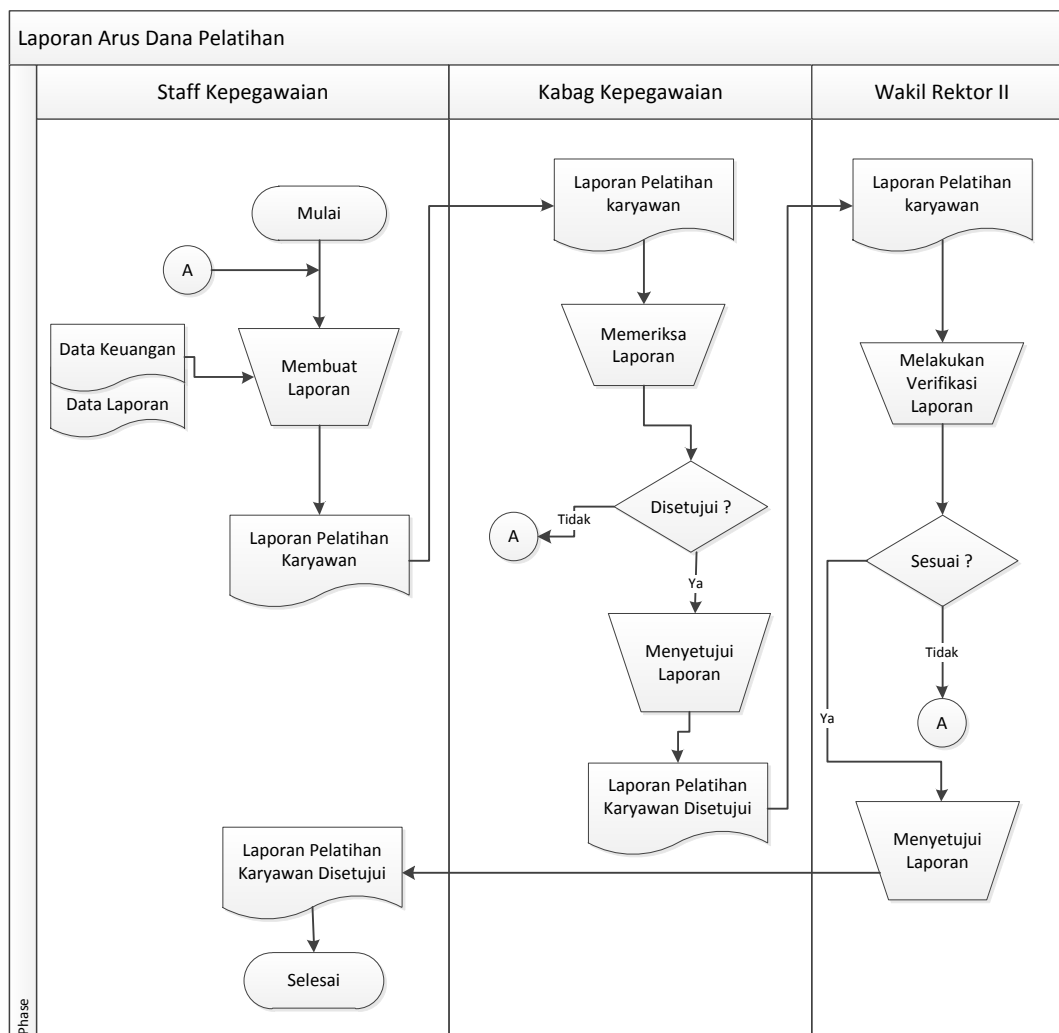 Laporan Arus Dana Pelatihan
Staff Kepegawaian
Kabag Kepegawaian
Wakil Rektor II
Mulai
A
Data Keuangan
Data Laporan
Membuat
Laporan
Laporan Pelatihan
Karyawan
Laporan Pelatihan
Karyawan Disetujui
Selesai
Laporan Pelatihan
karyawan
Memeriksa
Laporan
Disetujui ?
Tidak
A
Ya
Menyetujui
Laporan
Laporan Pelatihan
Karyawan Disetujui
Laporan Pelatihan
karyawan
Melakukan
Verifikasi
Laporan
Sesuai ?
Tidak
A
Ya
Menyetujui
Laporan
Phase